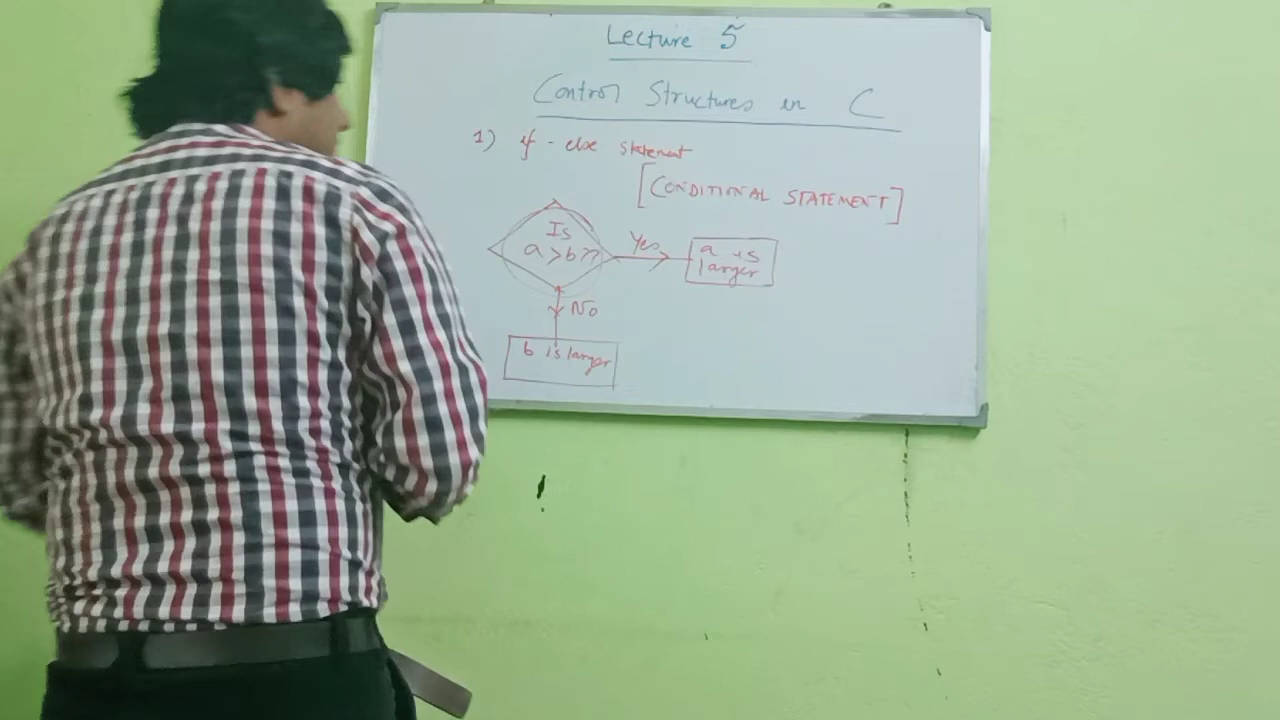 Lecture 5
Control Structures in C
1) if - else statement
[CONDITIONAL STATEMENT]
Is
a > b??
Yes
a is
larger
No
b is larger